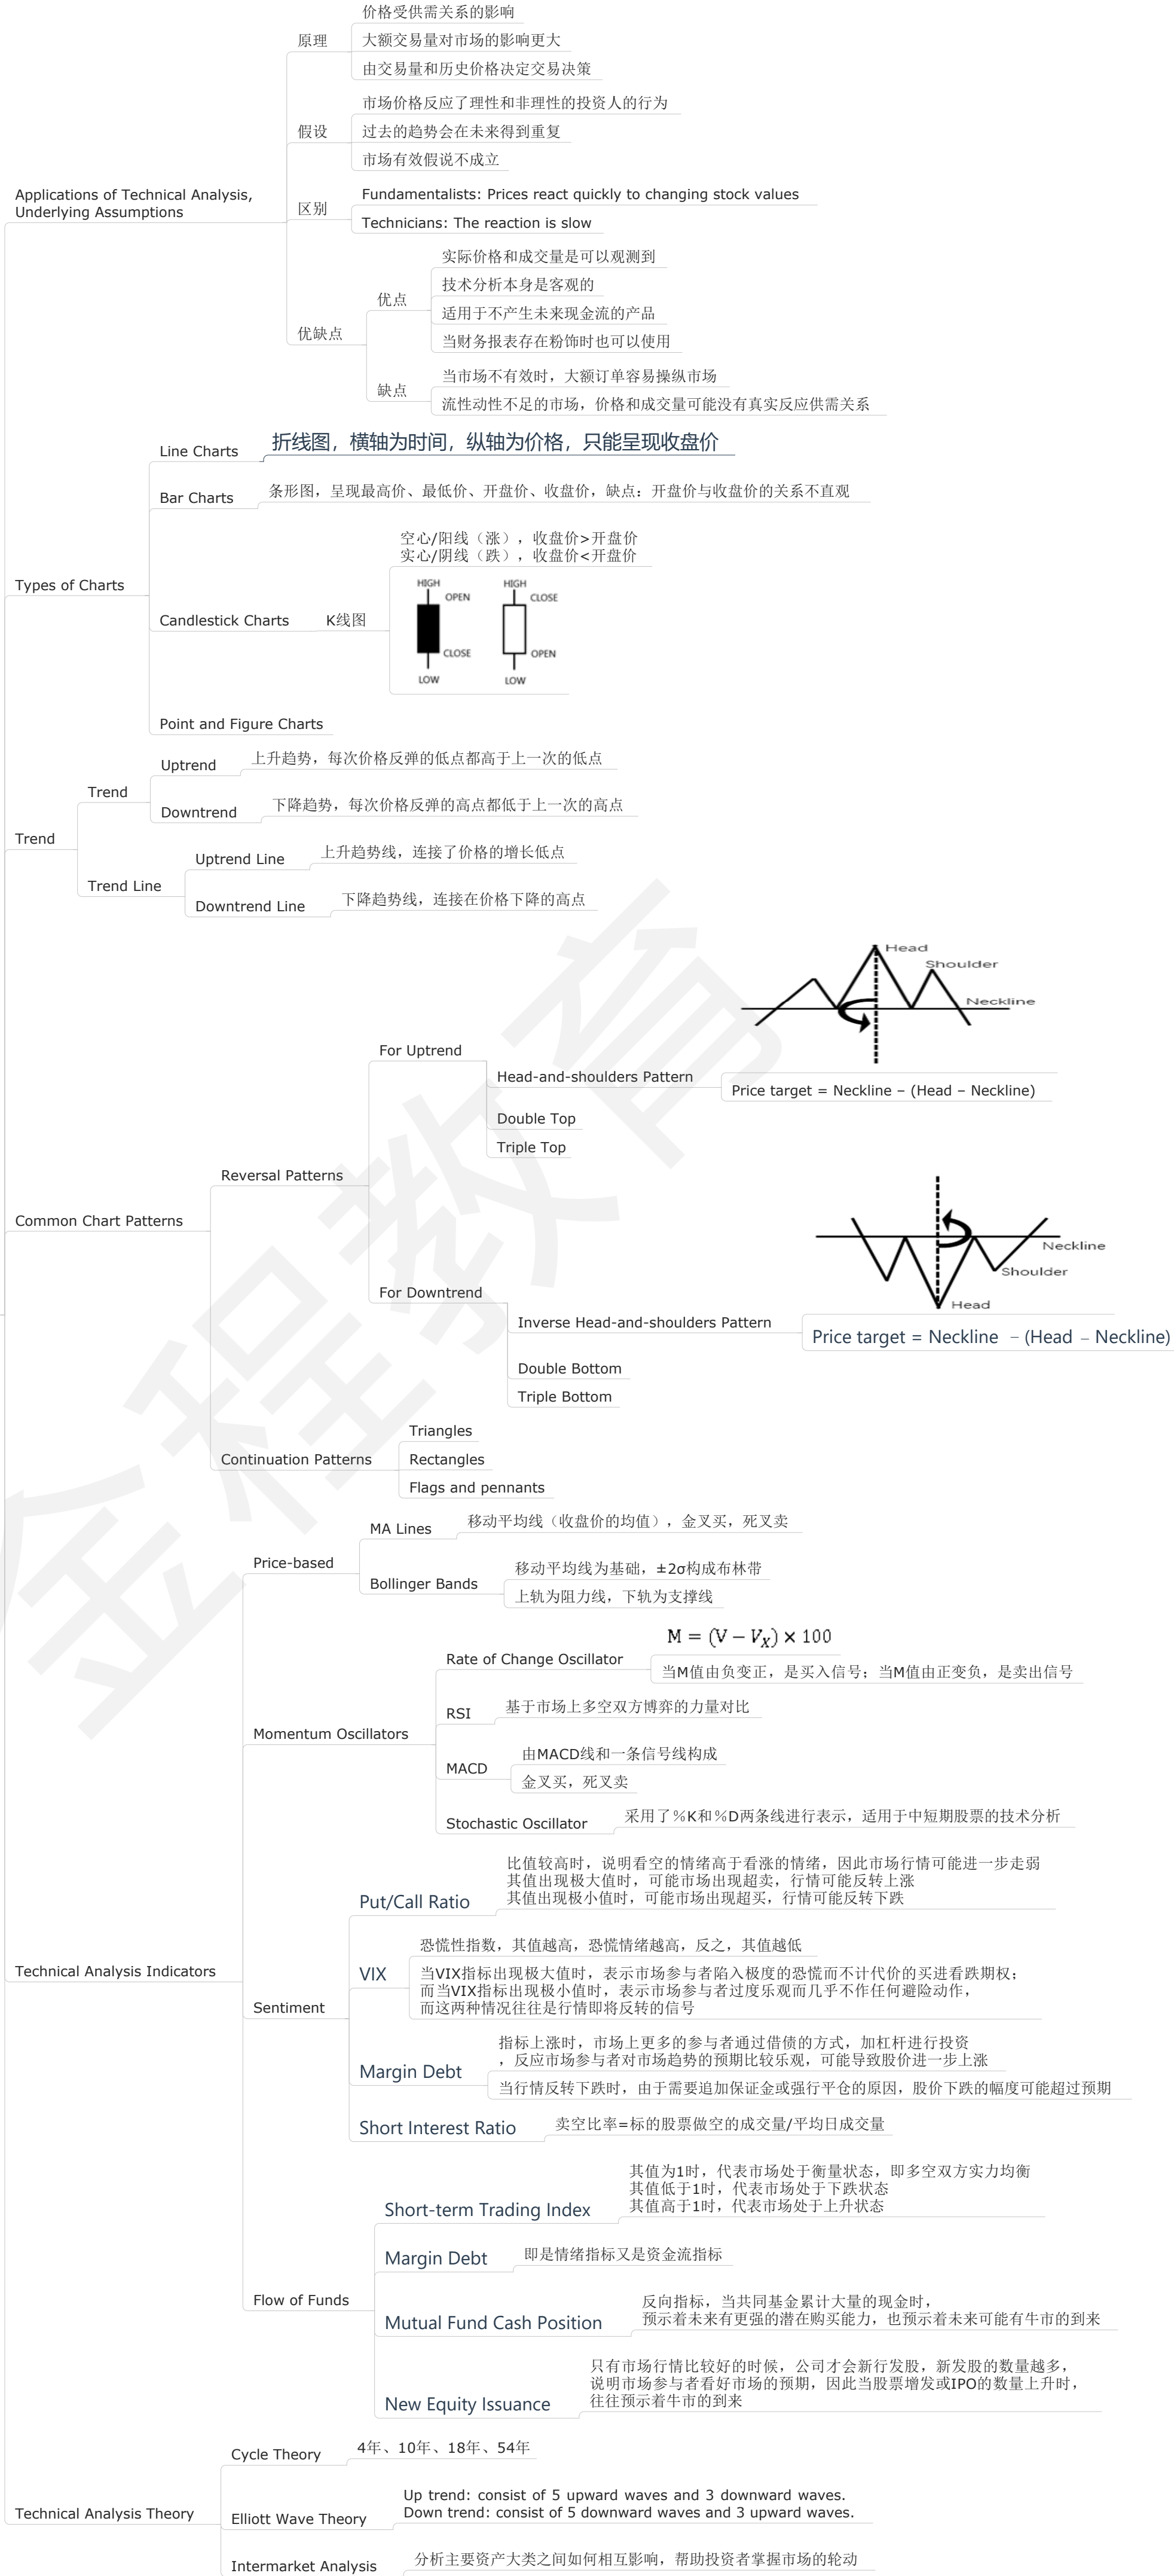 价格受供需关系的影响
原理
大额交易量对市场的影响更大
由交易量和历史价格决定交易决策
市场价格反应了理性和非理性的投资人的行为
假设
过去的趋势会在未来得到重复
市场有效假说不成立
Applications of Technical Analysis,
Underlying Assumptions
区别
Fundamentalists: Prices react quickly to changing stock values
Technicians: The reaction is slow
实际价格和成交量是可以观测到
优点
技术分析本身是客观的
适用于不产生未来现金流的产品
优缺点
当财务报表存在粉饰时也可以使用
缺点
当市场不有效时，大额订单容易操纵市场
流性动性不足的市场，价格和成交量可能没有真实反应供需关系
Line Charts
折线图，横轴为时间，纵轴为价格，只能呈现收盘价
Bar Charts
条形图，呈现最高价、最低价、开盘价、收盘价，缺点：开盘价与收盘价的关系不直观
空心/阳线（涨），收盘价>开盘价
实心/阴线（跌），收盘价<开盘价
Types of Charts
HIGH
HIGH
OPEN
CLOSE
Candlestick Charts
K线图
CLOSE
OPEN
LOW
LOW
Point and Figure Charts
Uptrend
上升趋势，每次价格反弹的低点都高于上一次的低点
Trend
Downtrend
下降趋势，每次价格反弹的高点都低于上一次的高点
Trend
Uptrend Line
上升趋势线，连接了价格的增长低点
Trend Line
Downtrend Line
下降趋势线，连接在价格下降的高点
Head
Shoulder
Neckline
For Uptrend
Head-and-shoulders Pattern
Price target = Neckline – (Head – Neckline)
Double Top
Triple Top
Reversal Patterns
Common Chart Patterns
Neckline
Shoulder
Head
For Downtrend
Inverse Head-and-shoulders Pattern
Price target = Neckline – (Head – Neckline)
Double Bottom
Triple Bottom
Triangles
Continuation Patterns
Rectangles
Flags and pennants
MA Lines
移动平均线（收盘价的均值），金叉买，死叉卖
Price-based
Bollinger Bands
移动平均线为基础，±2σ构成布林带
上轨为阻力线，下轨为支撑线
M = (V − V_X) × 100
Rate of Change Oscillator
当M值由负变正，是买入信号；当M值由正变负，是卖出信号
RSI
基于市场上多空双方博弈的力量对比
Momentum Oscillators
MACD
由MACD线和一条信号线构成
金叉买，死叉卖
Stochastic Oscillator
采用了%K和%D两条线进行表示，适用于中短期股票的技术分析
比值较高时，说明看空的情绪高于看涨的情绪，因此市场行情可能进一步走弱
其值出现极大值时，可能市场出现超卖，行情可能反转上涨
其值出现极小值时，可能市场出现超买，行情可能反转下跌
Put/Call Ratio
恐慌性指数，其值越高，恐慌情绪越高，反之，其值越低
Technical Analysis Indicators
VIX
当VIX指标出现极大值时，表示市场参与者陷入极度的恐慌而不计代价的买进看跌期权；
而当VIX指标出现极小值时，表示市场参与者过度乐观而几乎不作任何避险动作，
而这两种情况往往是行情即将反转的信号
Sentiment
指标上涨时，市场上更多的参与者通过借债的方式，加杠杆进行投资
，反应市场参与者对市场趋势的预期比较乐观，可能导致股价进一步上涨
Margin Debt
当行情反转下跌时，由于需要追加保证金或强行平仓的原因，股价下跌的幅度可能超过预期
Short Interest Ratio
卖空比率=标的股票做空的成交量/平均日成交量
其值为1时，代表市场处于衡量状态，即多空双方实力均衡
其值低于1时，代表市场处于下跌状态
其值高于1时，代表市场处于上升状态
Short-term Trading Index
Margin Debt
即是情绪指标又是资金流指标
Flow of Funds
反向指标，当共同基金累计大量的现金时，
预示着未来有更强的潜在购买能力，也预示着未来可能有牛市的到来
Mutual Fund Cash Position
只有市场行情比较好的时候，公司才会新行发股，新发股的数量越多，
说明市场参与者看好市场的预期，因此当股票增发或IPO的数量上升时，
往往预示着牛市的到来
New Equity Issuance
Cycle Theory
4年、10年、18年、54年
Technical Analysis Theory
Elliott Wave Theory
Up trend: consist of 5 upward waves and 3 downward waves.
Down trend: consist of 5 downward waves and 3 upward waves.
Intermarket Analysis
分析主要资产大类之间如何相互影响，帮助投资者掌握市场的轮动
金程教育